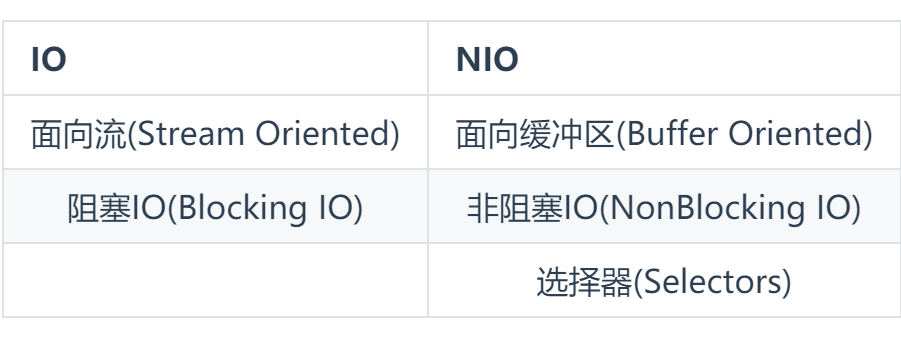 IO NIO
面向流(Stream Oriented) 面向缓冲区(Buffer Oriented)
阻塞IO(Blocking IO) 非阻塞IO(NonBlocking IO)
选择器(Selectors)